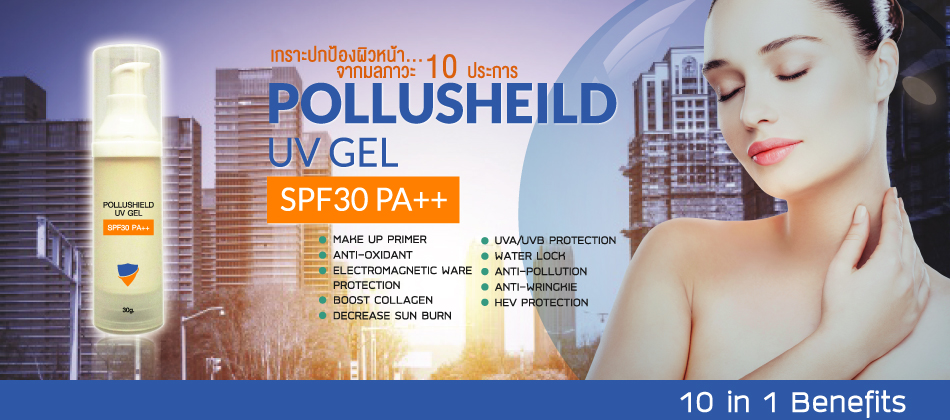 เกราะปกป้องผิวหน้า...
จากมลภาวะ 10 ประการ
POLLUSHEILD
UV GEL
SPF30 PA++
MAKE UP PRIMER
ANTI-OXIDANT
ELECTROMAGNETIC WARE
PROTECTION
BOOST COLLAGEN
DECREASE SUN BURN
UVA/UVB PROTECTION
WATER LOCK
ANTI-POLLUTION
ANTI-WRINGKIE
HEV PROTECTION
POLLUSHIELD
UV GEL
SPF30 PA++
30g.
10 in 1 Benefits